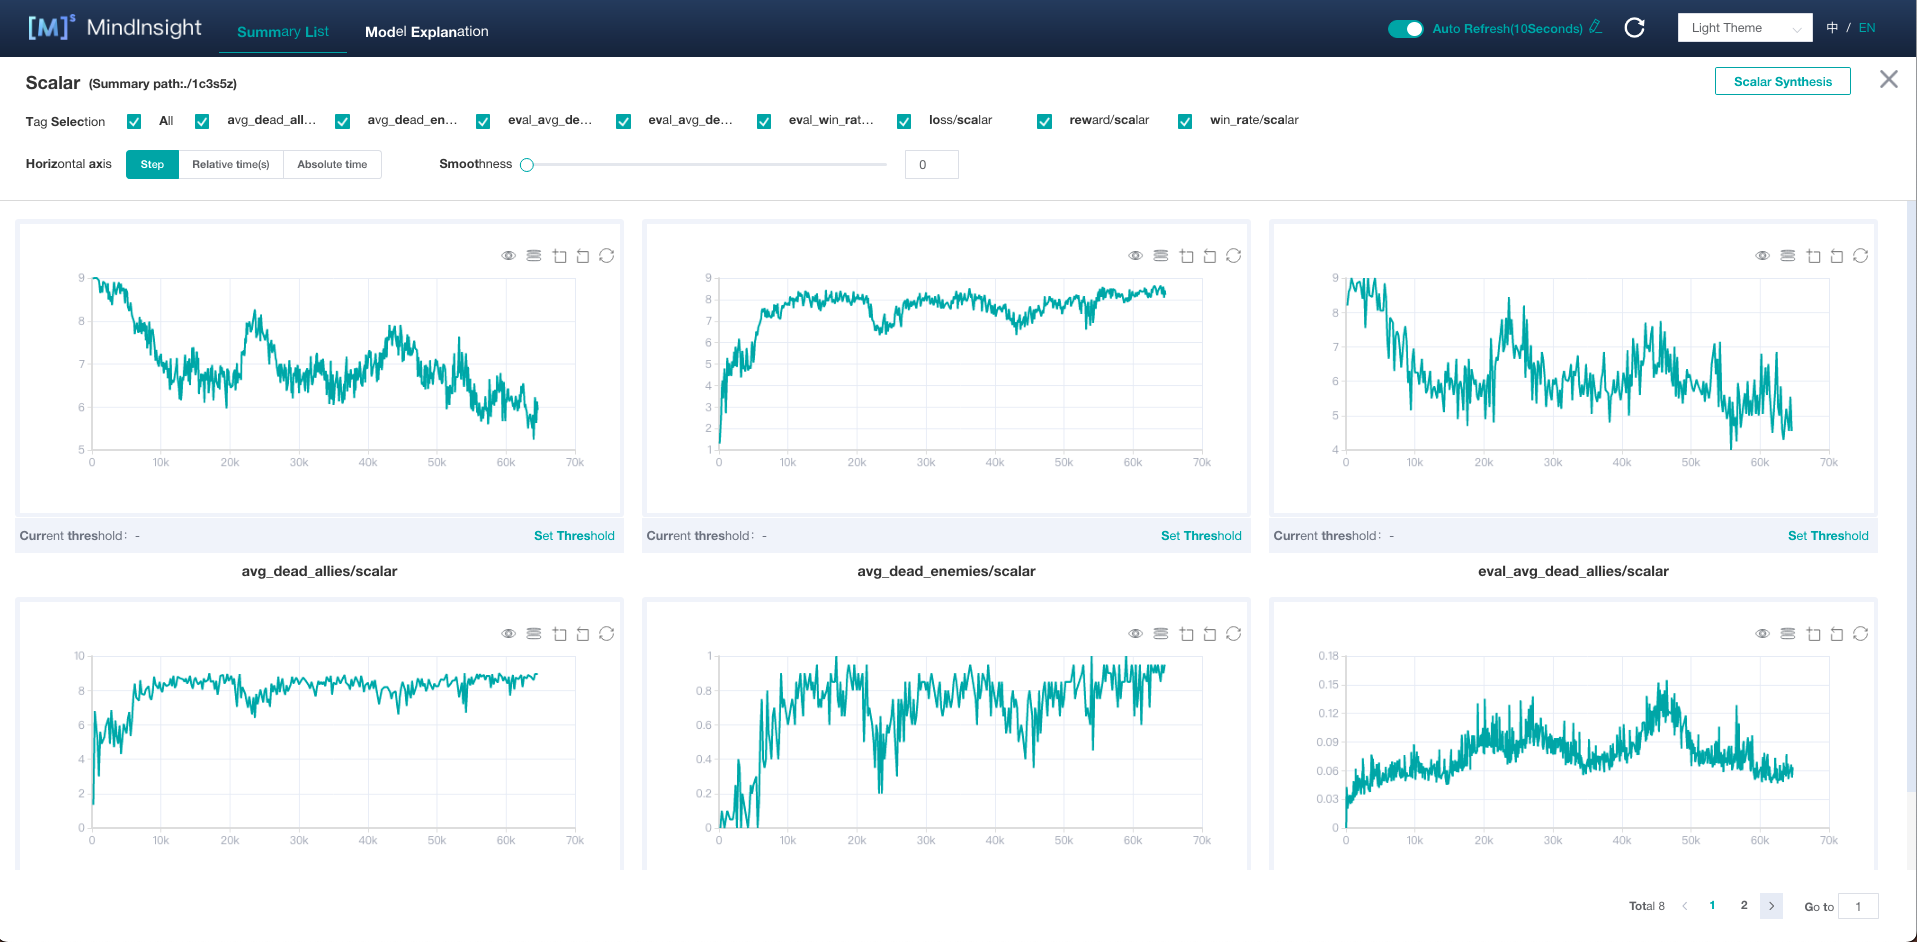 [M]s MindInsight Summary List Model Explanation Auto Refresh(10Seconds) Light Theme 中 / EN
Scalar (Summary path:./1c3s5z) Scalar Synthesis
Tag Selection All avg_dead_all... avg_dead_en... eval_avg_de... eval_avg_de... eval_win_rat... loss/scalar reward/scalar win_rate/scalar
Horizontal axis Step Relative time(s) Absolute time Smoothness 0
9
8
7
6
5
0 10k 20k 30k 40k 50k 60k 70k
Current threshold: - Set Threshold
avg_dead_allies/scalar
9
8
7
6
5
4
3
2
1
0 10k 20k 30k 40k 50k 60k 70k
Current threshold: - Set Threshold
avg_dead_enemies/scalar
9
8
7
6
5
4
0 10k 20k 30k 40k 50k 60k 70k
Current threshold: - Set Threshold
eval_avg_dead_allies/scalar
10
8
6
4
2
0
0 10k 20k 30k 40k 50k 60k 70k
1
0.8
0.6
0.4
0.2
0
0 10k 20k 30k 40k 50k 60k 70k
0.18
0.15
0.12
0.09
0.06
0.03
0
0 10k 20k 30k 40k 50k 60k 70k
Total 8 < 1 2 > Go to 1